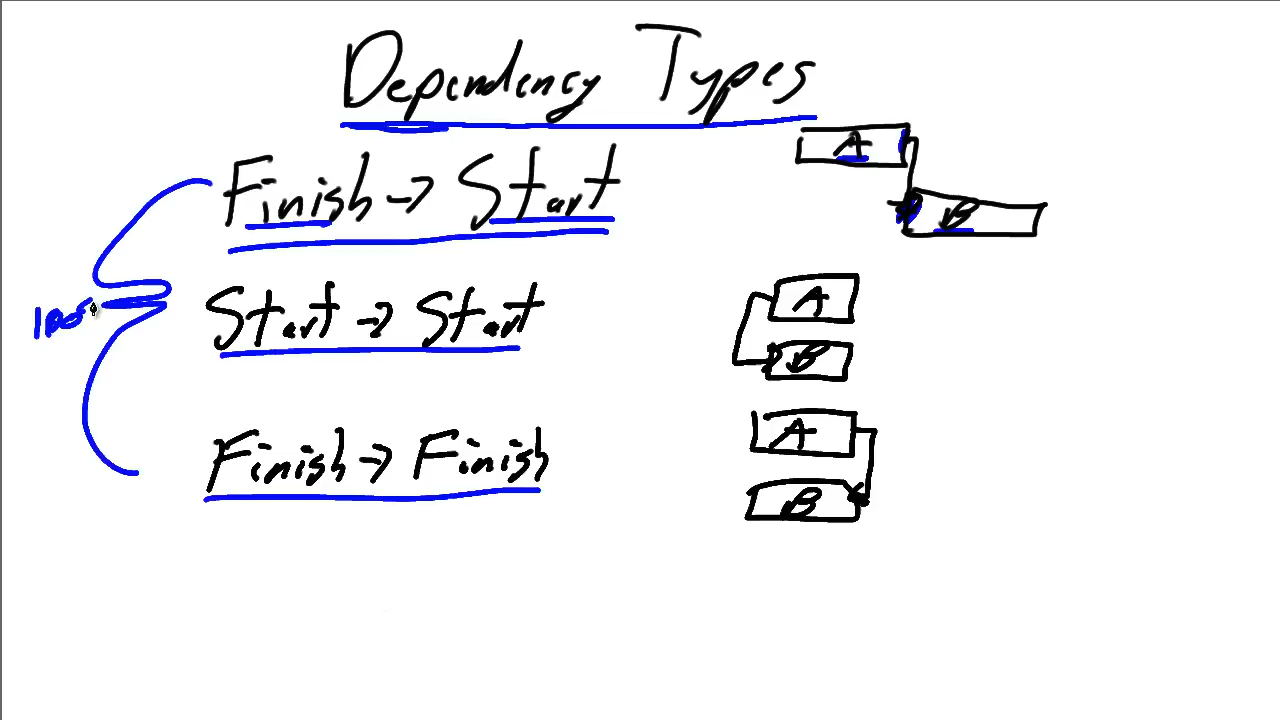 Dependency Types
Finish → Start
Start → Start
Finish → Finish
A
B
A
B
A
B